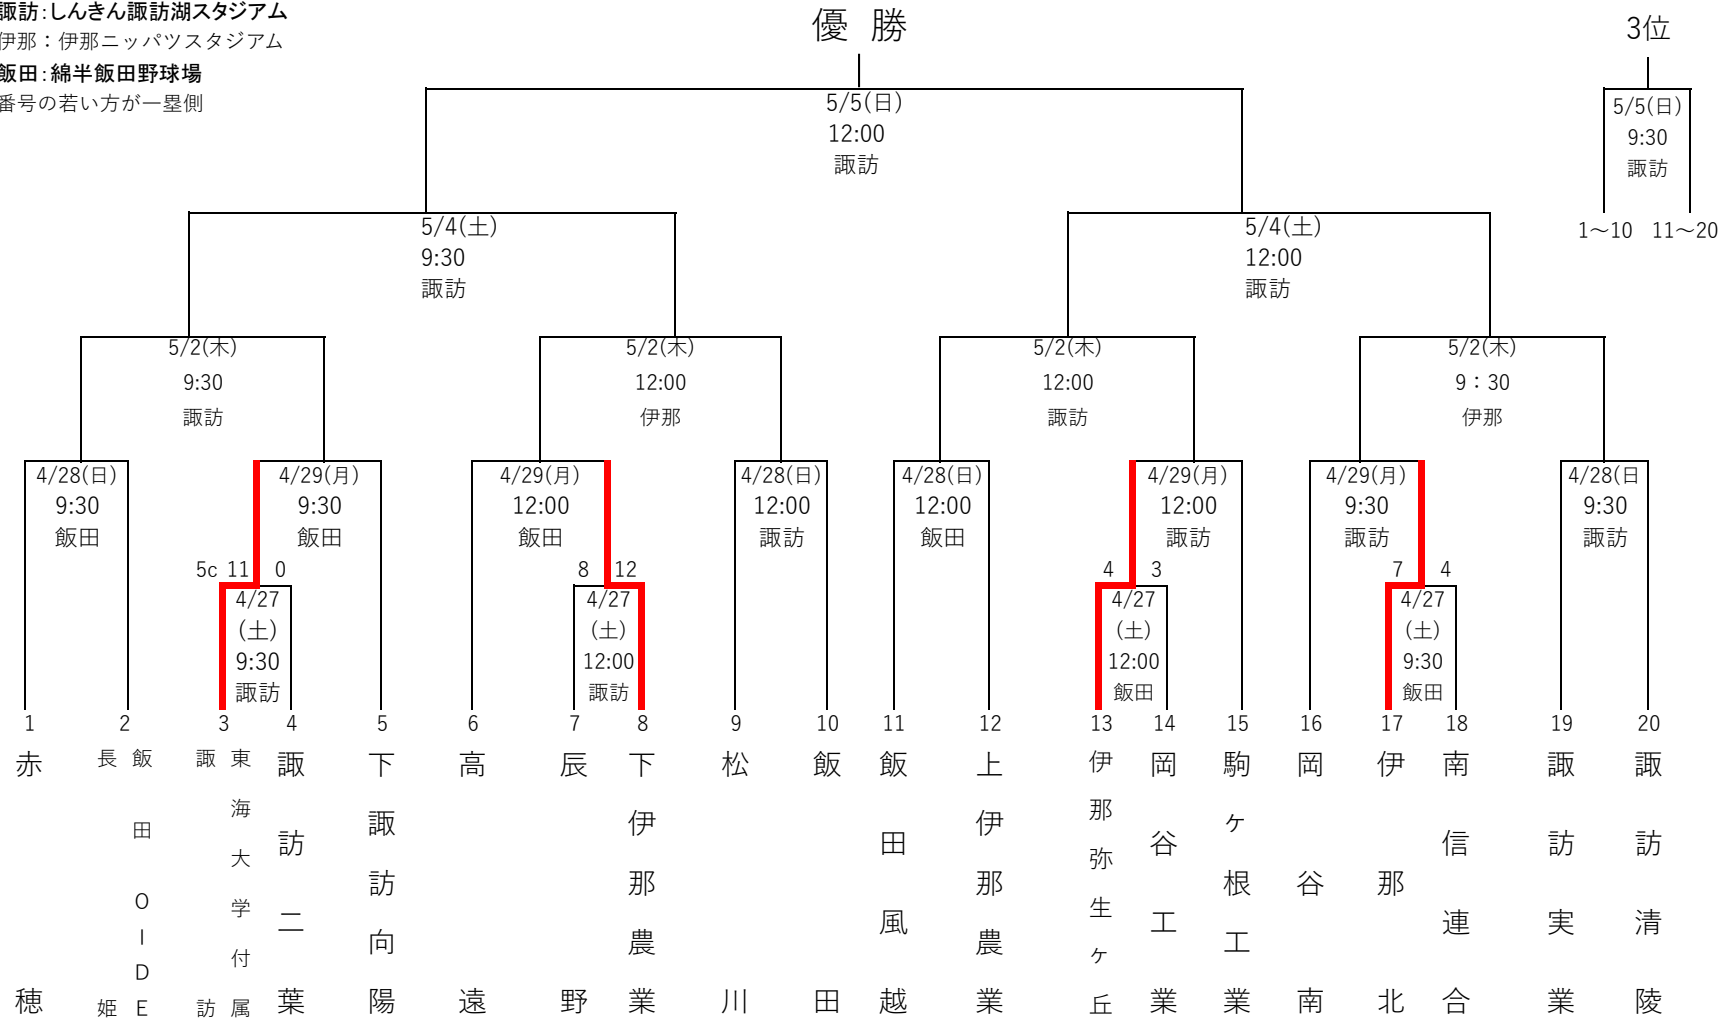 諏訪：しんきん諏訪湖スタジアム
伊那：伊那ニッパツスタジアム
飯田：綿半飯田野球場
番号の若い方が一塁側
優 勝
3位
5/5(日)
12:00
諏訪
5/5(日)
9:30
諏訪
1～10 11～20
5/4(土)
9:30
諏訪
5/4(土)
12:00
諏訪
5/2(木)
9:30
諏訪
5/2(木)
12:00
伊那
5/2(木)
12:00
諏訪
5/2(木)
9：30
伊那
4/28(日)
9:30
飯田
4/29(月)
9:30
飯田
4/29(月)
12:00
飯田
4/28(日)
12:00
諏訪
4/28(日)
12:00
飯田
4/29(月)
12:00
諏訪
4/29(月)
9:30
諏訪
4/28(日
9:30
諏訪
5c 11 0
4/27
(土)
9:30
諏訪
8 12
4/27
(土)
12:00
諏訪
4 3
4/27
(土)
12:00
飯田
7 4
4/27
(土)
9:30
飯田
1 2 3 4 5 6 7 8 9 10 11 12 13 14 15 16 17 18 19 20
赤穂
飯田OIDE
長姫
東海大学付属
諏訪
諏訪二葉
下諏訪向陽
高遠
辰野
下伊那農業
松川
飯田
飯田風越
上伊那農業
伊那弥生ヶ丘
岡谷工業
駒ヶ根工業
岡谷南
伊那北
南信連合
諏訪実業
諏訪清陵